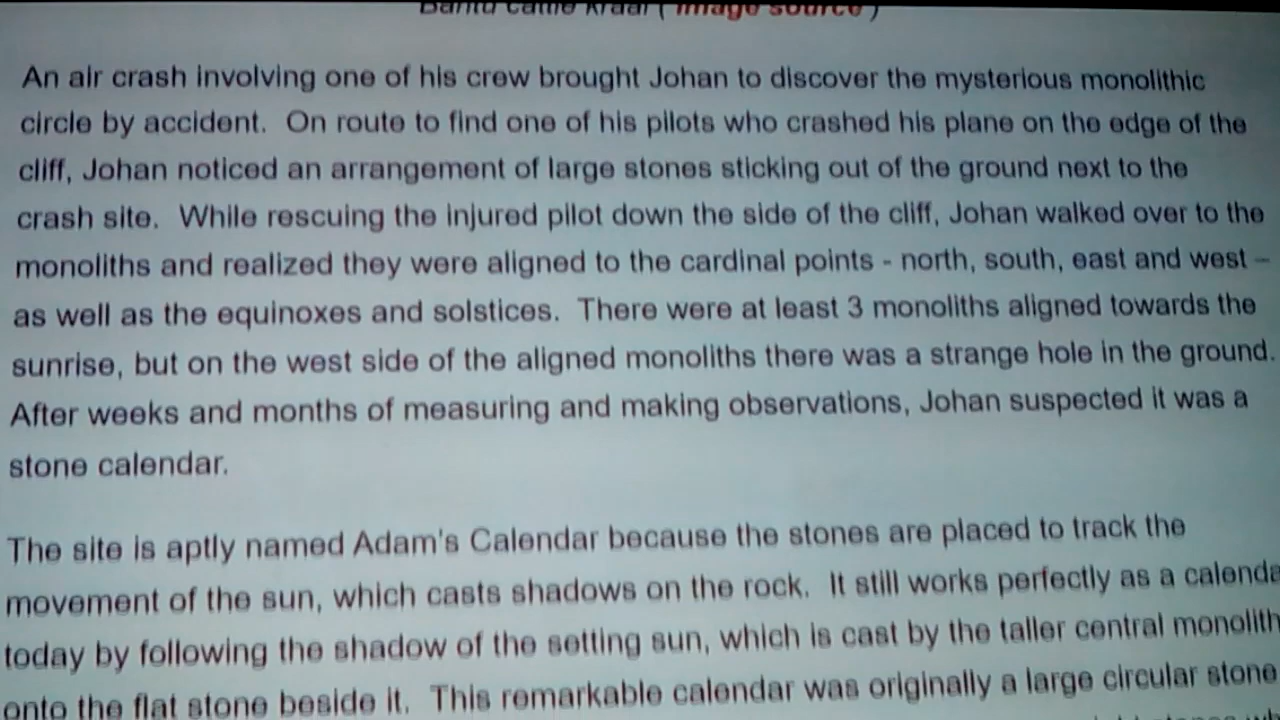 Bantu cattle kraal ( image source )
An air crash involving one of his crew brought Johan to discover the mysterious monolithic
circle by accident.  On route to find one of his pilots who crashed his plane on the edge of the
cliff, Johan noticed an arrangement of large stones sticking out of the ground next to the
crash site.  While rescuing the injured pilot down the side of the cliff, Johan walked over to the
monoliths and realized they were aligned to the cardinal points - north, south, east and west –
as well as the equinoxes and solstices.  There were at least 3 monoliths aligned towards the
sunrise, but on the west side of the aligned monoliths there was a strange hole in the ground.
After weeks and months of measuring and making observations, Johan suspected it was a
stone calendar.
The site is aptly named Adam's Calendar because the stones are placed to track the
movement of the sun, which casts shadows on the rock.  It still works perfectly as a calenda
today by following the shadow of the setting sun, which is cast by the taller central monolith
onto the flat stone beside it.  This remarkable calendar was originally a large circular stone